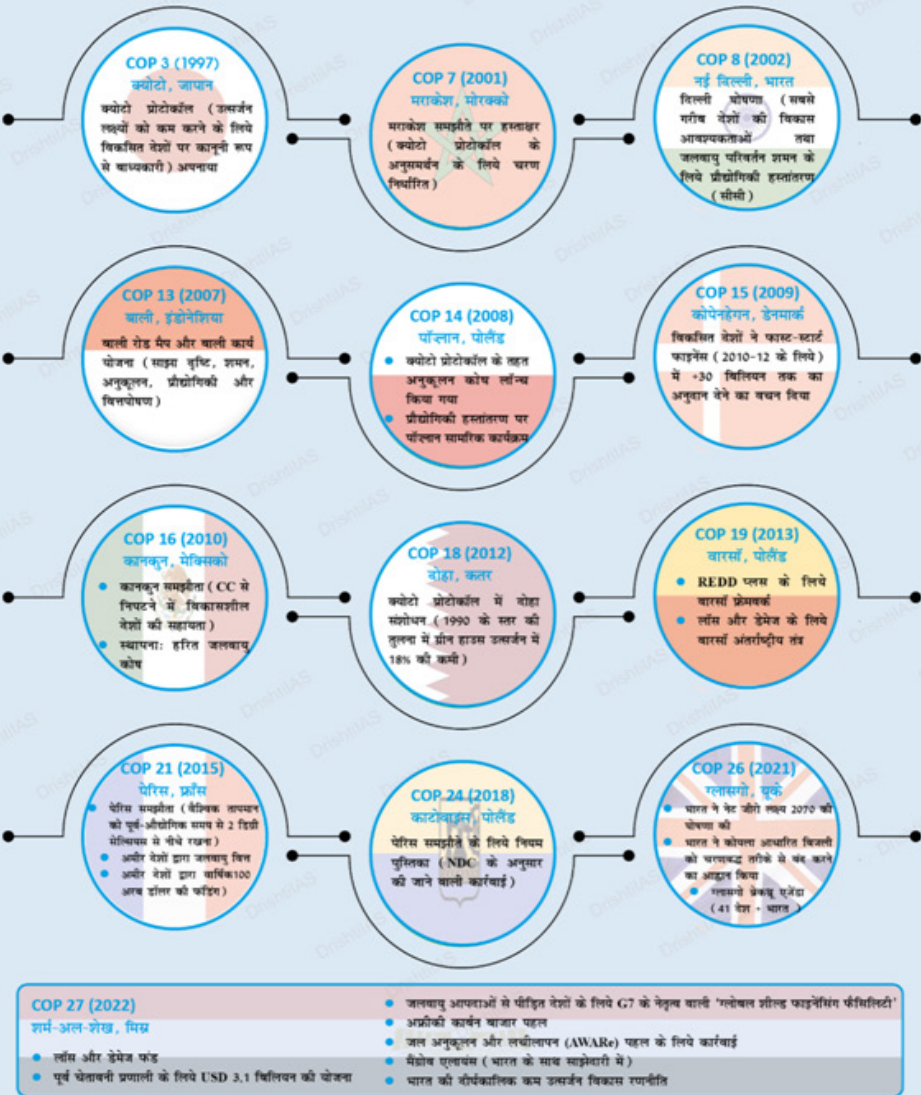 COP 3 (1997)
क्योटो, जापान
क्योटो प्रोटोकॉल (उत्सर्जन
लक्ष्यों को कम करने के लिये
विकसित देशों पर कानूनी रूप
से बाध्यकारी) अपनाया
COP 7 (2001)
मराकेश, मोरक्को
मराकेश समझौते पर हस्ताक्षर
(क्योटो प्रोटोकॉल के
अनुसमर्थन के लिये चरण
निर्धारित)
COP 8 (2002)
नई दिल्ली, भारत
दिल्ली घोषणा (सबसे
गरीब देशों की विकास
आवश्यकताओं तथा
जलवायु परिवर्तन शमन के
लिये प्रौद्योगिकी हस्तांतरण
(सीसी)
COP 13 (2007)
बाली, इंडोनेशिया
बाली रोड मैप और बाली कार्य
योजना (साझा दृष्टि, शमन,
अनुकूलन, प्रौद्योगिकी और
वित्तपोषण)
COP 14 (2008)
पॉज़्नान, पोलैंड
● क्योटो प्रोटोकॉल के तहत
अनुकूलन कोष लॉन्च
किया गया
● प्रौद्योगिकी हस्तांतरण पर
पॉज़्नान सामरिक कार्यक्रम
COP 15 (2009)
कोपेनहेगन, डेनमार्क
विकसित देशों ने फास्ट-स्टार्ट
फाइनेंस (2010-12 के लिये)
में +30 बिलियन तक का
अनुदान देने का वचन दिया
COP 16 (2010)
कानकुन, मेक्सिको
● कानकुन समझौता (CC से
निपटने में विकासशील
देशों की सहायता)
● स्थापनाः हरित जलवायु
कोष
COP 18 (2012)
दोहा, कतर
क्योटो प्रोटोकॉल में दोहा
संशोधन (1990 के स्तर की
तुलना में ग्रीन हाउस उत्सर्जन में
18% की कमी)
COP 19 (2013)
वारसॉ, पोलैंड
● REDD प्लस के लिये
वारसॉ फ्रेमवर्क
● लॉस और डेमेज के लिये
वारसॉ अंतर्राष्ट्रीय तंत्र
COP 21 (2015)
पेरिस, फ्राँस
● पेरिस समझौता (वैश्विक तापमान
को पूर्व-औद्योगिक समय से 2 डिग्री
सेल्सियस से नीचे रखना)
● अमीर देशों द्वारा जलवायु वित्त
● अमीर देशों द्वारा वार्षिक100
अरब डॉलर की फंडिंग)
COP 24 (2018)
काटोवाइस, पोलैंड
पेरिस समझौते के लिये नियम
पुस्तिका (NDC के अनुसार
की जाने वाली कार्रवाई)
COP 26 (2021)
ग्लासगो, यूके
● भारत ने नेट जीरो लक्ष्य 2070 की
घोषणा की
● भारत ने कोयला आधारित बिजली
को चरणबद्ध तरीके से बंद करने
का आह्वान किया
● ग्लासगो ब्रेकथ्रू एजेंडा
(41 देश + भारत )
COP 27 (2022)
शर्म-अल-शेख, मिस्र
● लॉस और डेमेज फंड
● पूर्व चेतावनी प्रणाली के लिये USD 3.1 बिलियन की योजना
● जलवायु आपदाओं से पीड़ित देशों के लिये G7 के नेतृत्व वाली 'ग्लोबल शील्ड फाइनेंसिंग फैसिलिटी'
● अफ्रीकी कार्बन बाजार पहल
● जल अनुकूलन और लचीलापन (AWARe) पहल के लिये कार्रवाई
● मैंग्रोव एलायंस (भारत के साथ साझेदारी में)
● भारत की दीर्घकालिक कम उत्सर्जन विकास रणनीति
DrishtiIAS